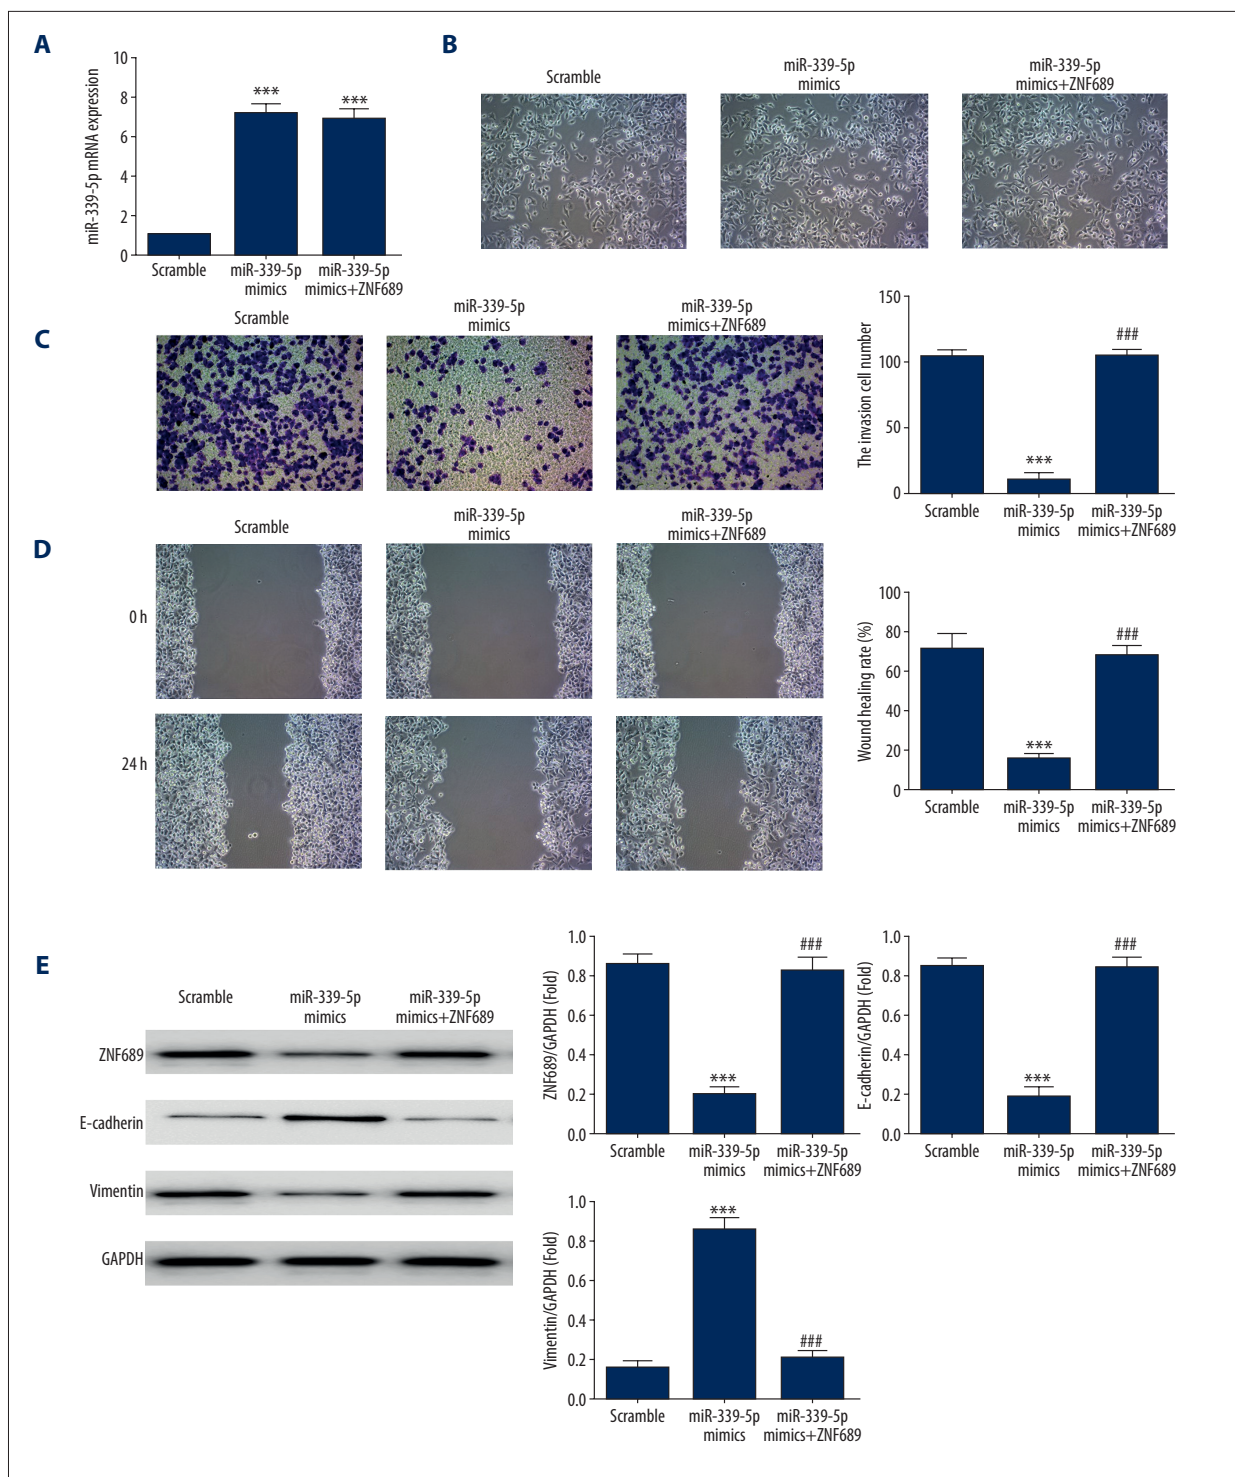 A
miR-339-5p mRNA expression
10
8
6
4
2
0
***
***
Scramble
miR-339-5p
mimics
miR-339-5p
mimics+ZNF689
B
Scramble
miR-339-5p
mimics
miR-339-5p
mimics+ZNF689
C
Scramble
miR-339-5p
mimics
miR-339-5p
mimics+ZNF689
The invasion cell number
150
100
50
0
***
###
Scramble
miR-339-5p
mimics
miR-339-5p
mimics+ZNF689
D
Scramble
miR-339-5p
mimics
miR-339-5p
mimics+ZNF689
0 h
24 h
Wound healing rate (%)
100
80
60
40
80
60
40
20
0
***
###
Scramble
miR-339-5p
mimics
miR-339-5p
mimics+ZNF689
E
Scramble
miR-339-5p
mimics
miR-339-5p
mimics+ZNF689
ZNF689
E-cadherin
Vimentin
GAPDH
ZNF689/GAPDH (Fold)
1.0
0.8
0.6
0.4
0.2
0.0
***
###
Scramble
miR-339-5p
mimics
miR-339-5p
mimics+ZNF689
E-cadherin/GAPDH (Fold)
1.0
0.8
0.6
0.4
0.2
0.0
***
###
Scramble
miR-339-5p
mimics
miR-339-5p
mimics+ZNF689
Vimentin/GAPDH (Fold)
1.0
0.8
0.6
0.4
0.2
0.0
***
###
Scramble
miR-339-5p
mimics
miR-339-5p
mimics+ZNF689